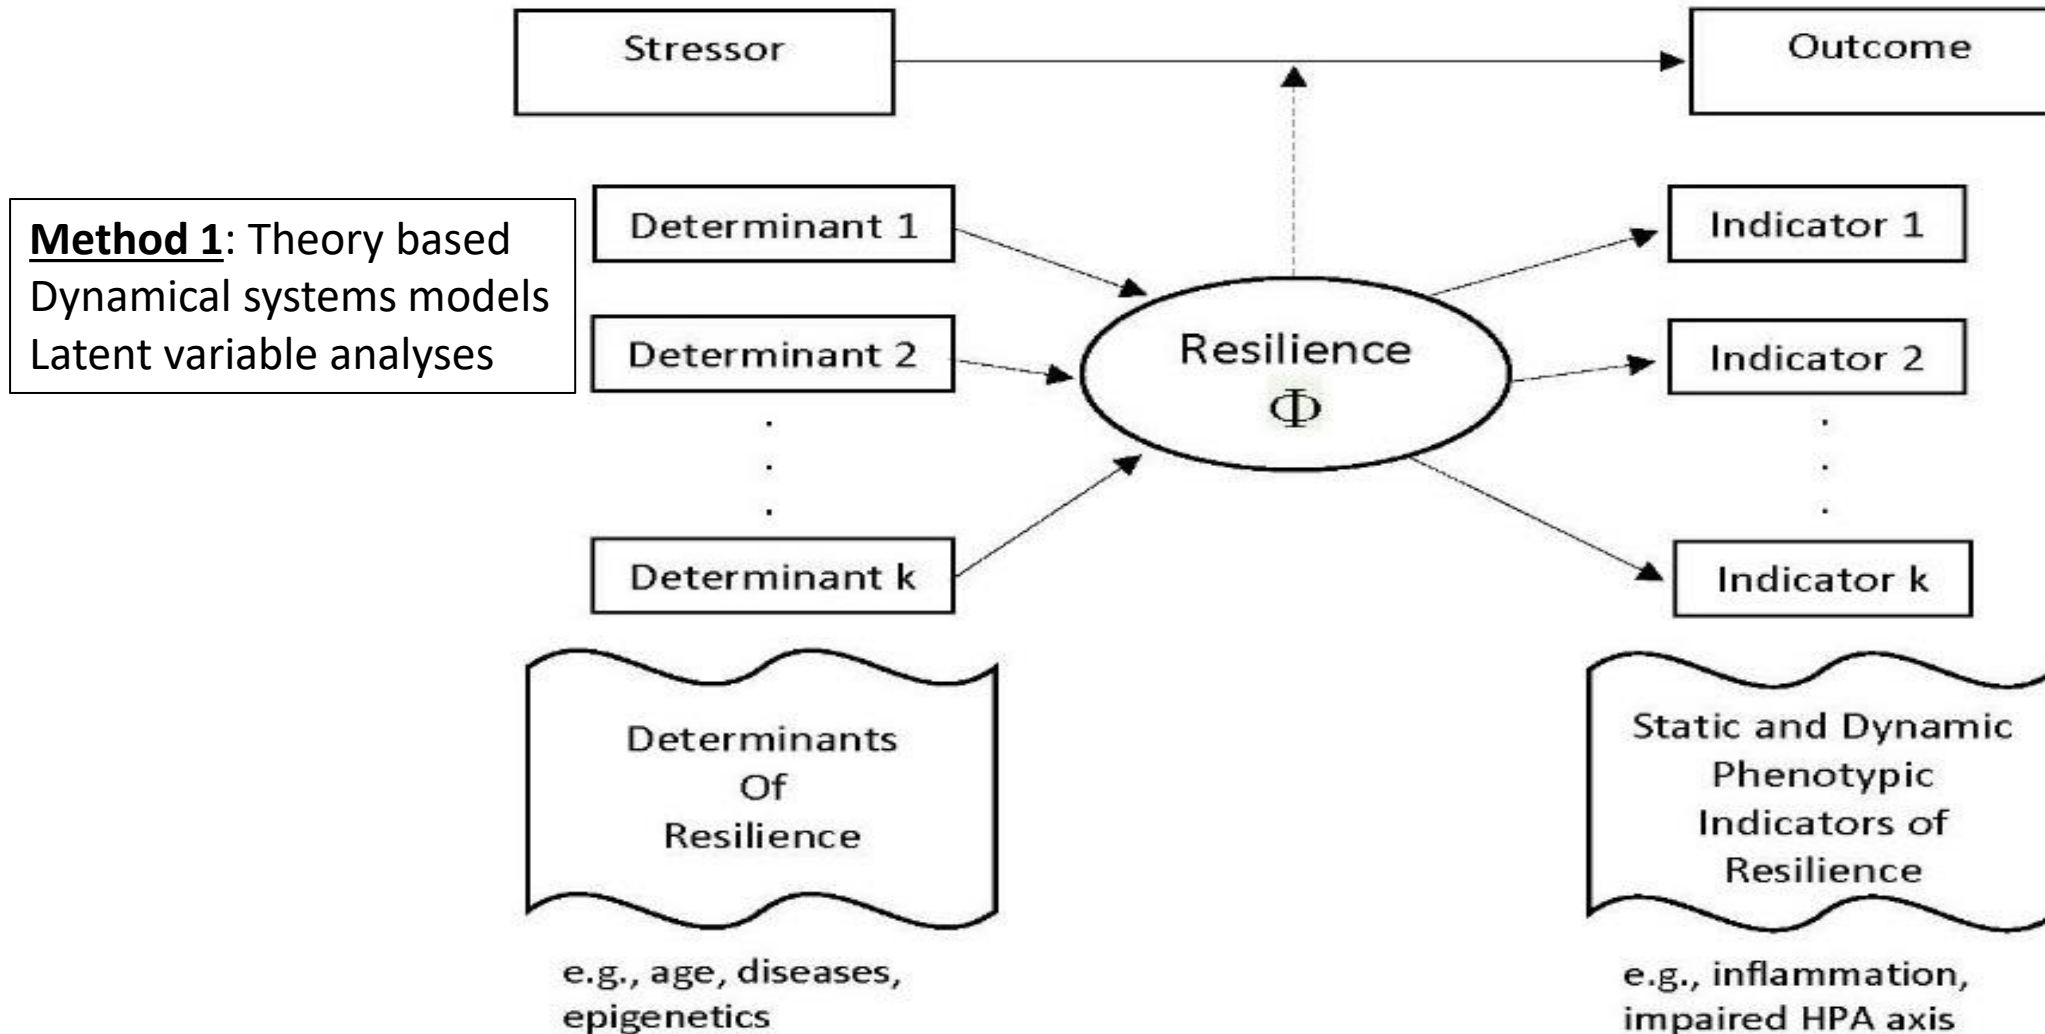 Stressor
Outcome
Method 1: Theory based
Dynamical systems models
Latent variable analyses
Determinant 1
Determinant 2
.
.
.
Determinant k
Resilience
Φ
Indicator 1
Indicator 2
.
.
.
Indicator k
Determinants
Of
Resilience
Static and Dynamic
Phenotypic
Indicators of
Resilience
e.g., age, diseases,
epigenetics
e.g., inflammation,
impaired HPA axis